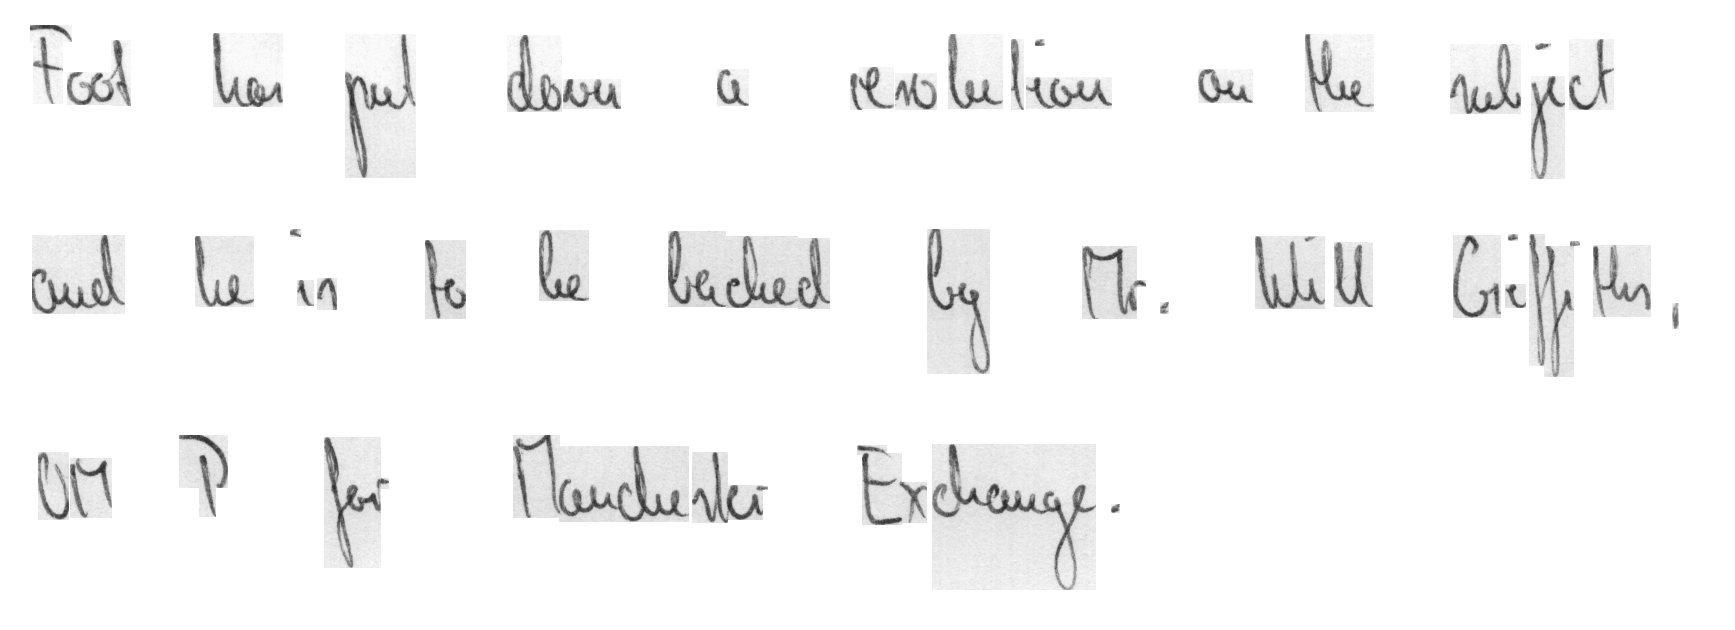 Foot has put down a resolution on the subject
and he is to be backed by Mr. Will Griffiths,
OM P for Manchester Exchange.